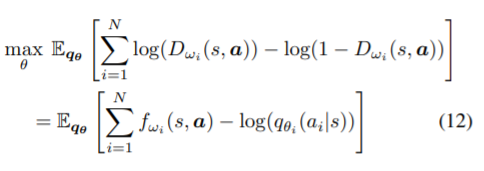 max_θ 𝔼_{q_θ} [ ∑_{i=1}^{N} log(D_{ω_i}(s, a)) − log(1 − D_{ω_i}(s, a)) ]
= 𝔼_{q_θ} [ ∑_{i=1}^{N} f_{ω_i}(s, a) − log(q_{θ_i}(a_i|s)) ] (12)